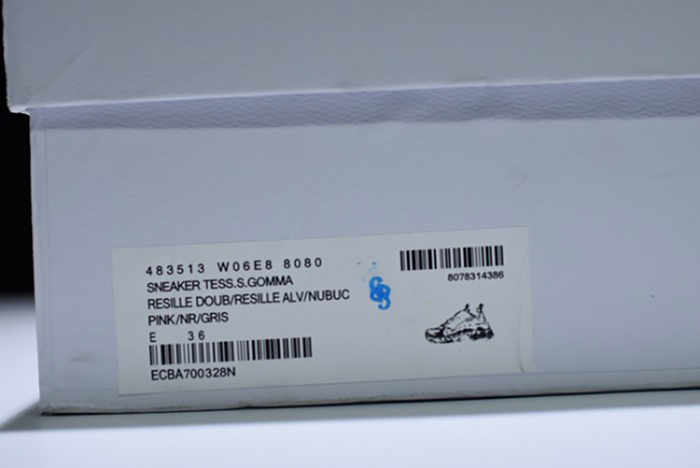 483513 W06E8 8080
SNEAKER TESS.S.GOMMA
RESILLE DOUB/RESILLE ALV/NUBUC
PINK/NR/GRIS
E 36
ECBA700328N
8078314386